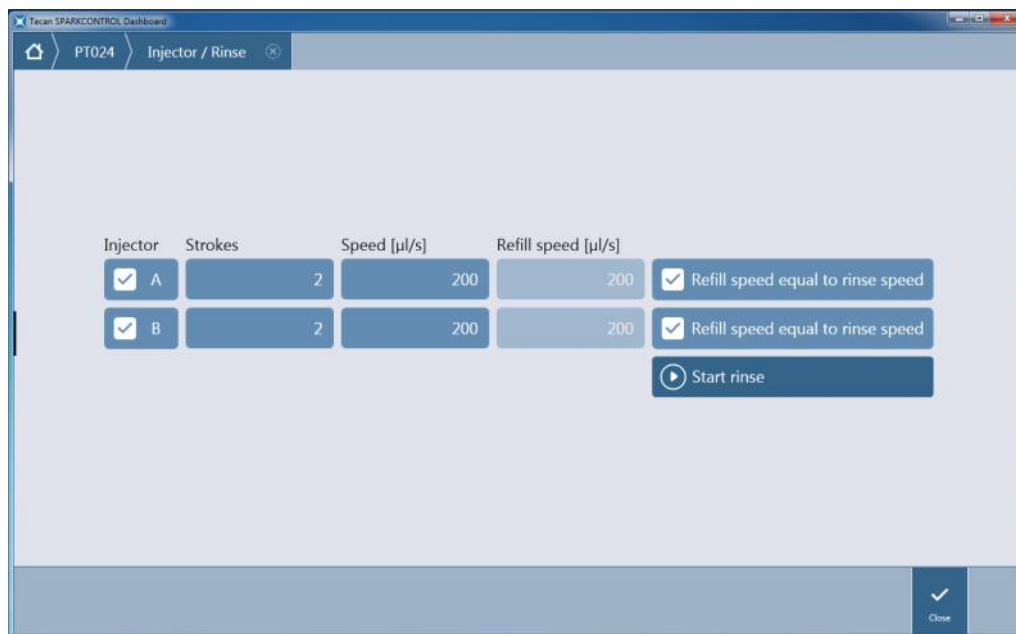 Tecan SPARKCONTROL Dashboard
PT024 Injector / Rinse
Injector Strokes Speed [µl/s] Refill speed [µl/s]
A 2 200 200 Refill speed equal to rinse speed
B 2 200 200 Refill speed equal to rinse speed
Start rinse
Close